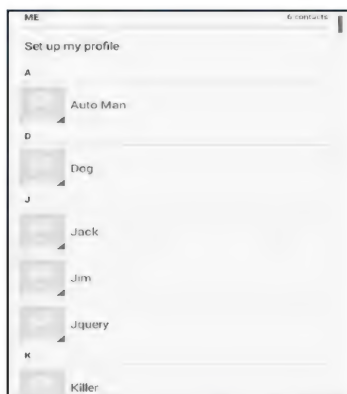 ME 6 contacts
Set up my profile
A
Auto Man
D
Dog
J
Jack
Jim
Jquery
K
Killer